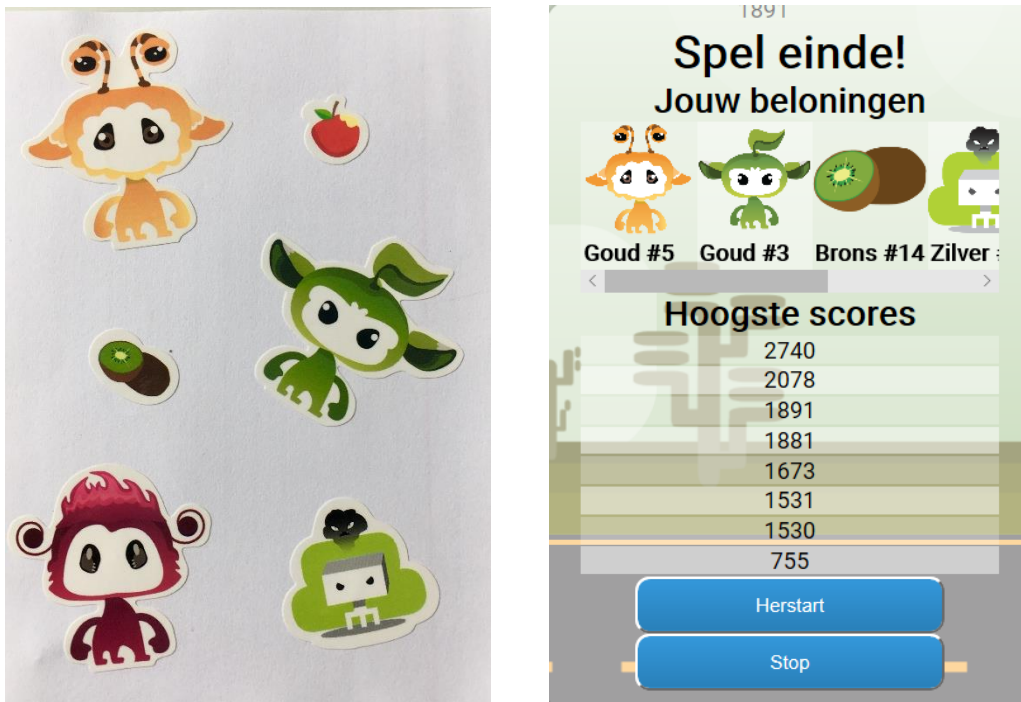 1891
Spel einde!
Jouw beloningen
Goud #5 Goud #3 Brons #14 Zilver #
Hoogste scores
2740
2078
1891
1881
1673
1531
1530
755
Herstart
Stop